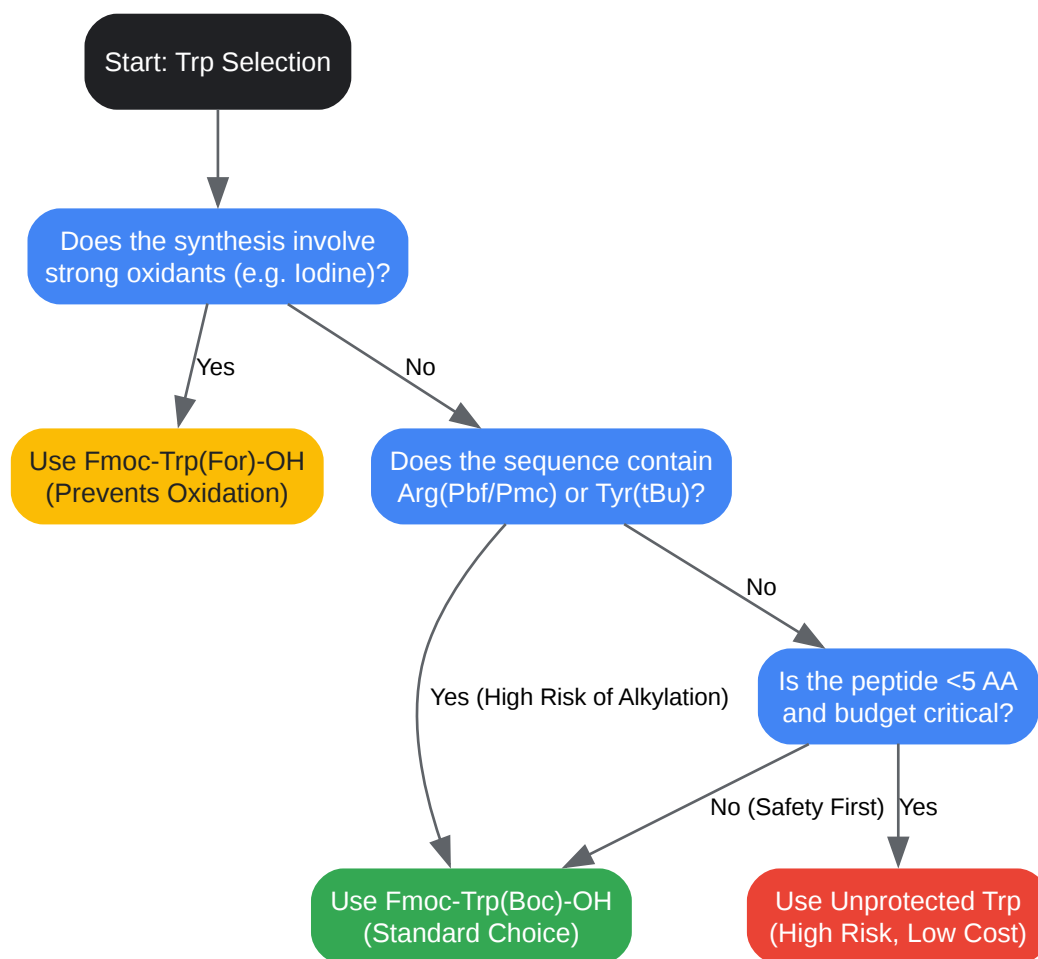 Start: Trp Selection
Does the synthesis involve
strong oxidants (e.g. Iodine)?
Yes
No
Use Fmoc-Trp(For)-OH
(Prevents Oxidation)
Does the sequence contain
Arg(Pbf/Pmc) or Tyr(tBu)?
No
Yes (High Risk of Alkylation)
Is the peptide <5 AA
and budget critical?
No (Safety First)
Yes
Use Fmoc-Trp(Boc)-OH
(Standard Choice)
Use Unprotected Trp
(High Risk, Low Cost)